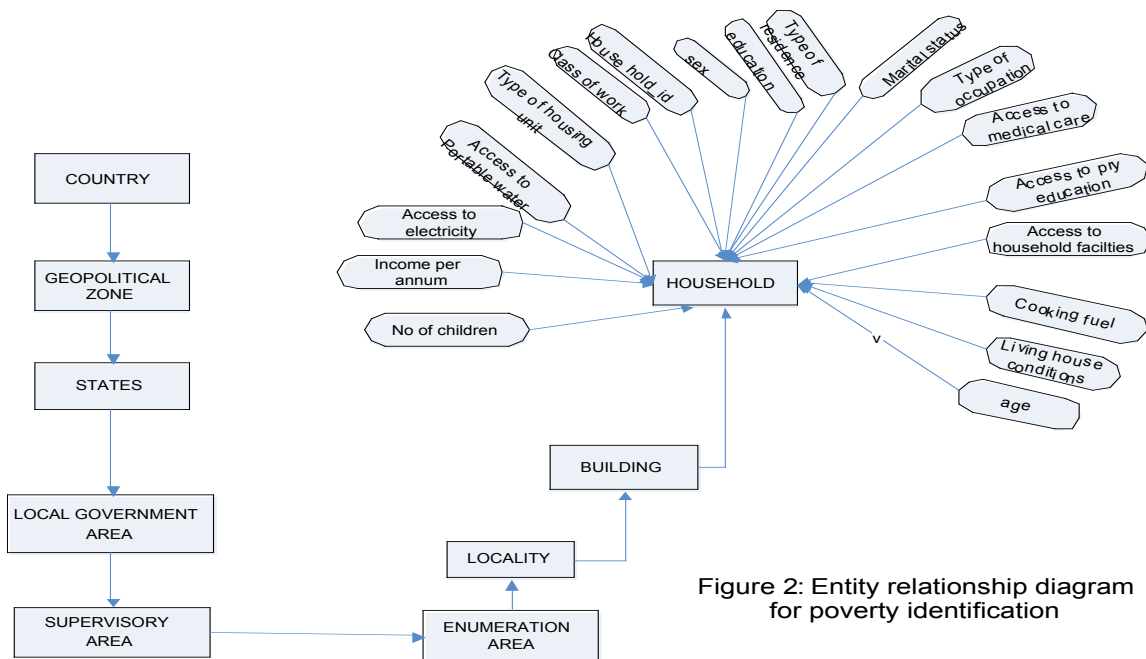 COUNTRY
GEOPOLITICAL
ZONE
STATES
LOCAL GOVERNMENT
AREA
SUPERVISORY
AREA
ENUMERATION
AREA
LOCALITY
BUILDING
HOUSEHOLD
No of children
Income per
annum
Access to
electricity
Access to
Portable water
Type of housing
unit
Class of work
House hold_id
sex
education
Type of
residence
Marital status
Type of
occupation
Access to
medical care
Access to pry
education
Access to
household facilties
Cooking fuel
Living house
conditions
age
v
Figure 2: Entity relationship diagram
for poverty identification